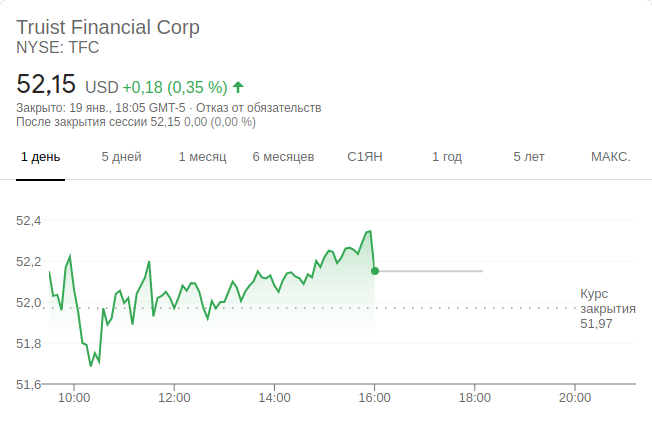 Truist Financial Corp
NYSE: TFC
52,15 USD +0,18 (0,35 %)
Закрыто: 19 янв., 18:05 GMT-5 · Отказ от обязательств
После закрытия сессии 52,15 0,00 (0,00 %)
1 день 5 дней 1 месяц 6 месяцев С1ЯН 1 год 5 лет МАКС.
52,4
52,2
52,0
51,8
51,6
Курс
закрытия
51,97
10:00 12:00 14:00 16:00 18:00 20:00